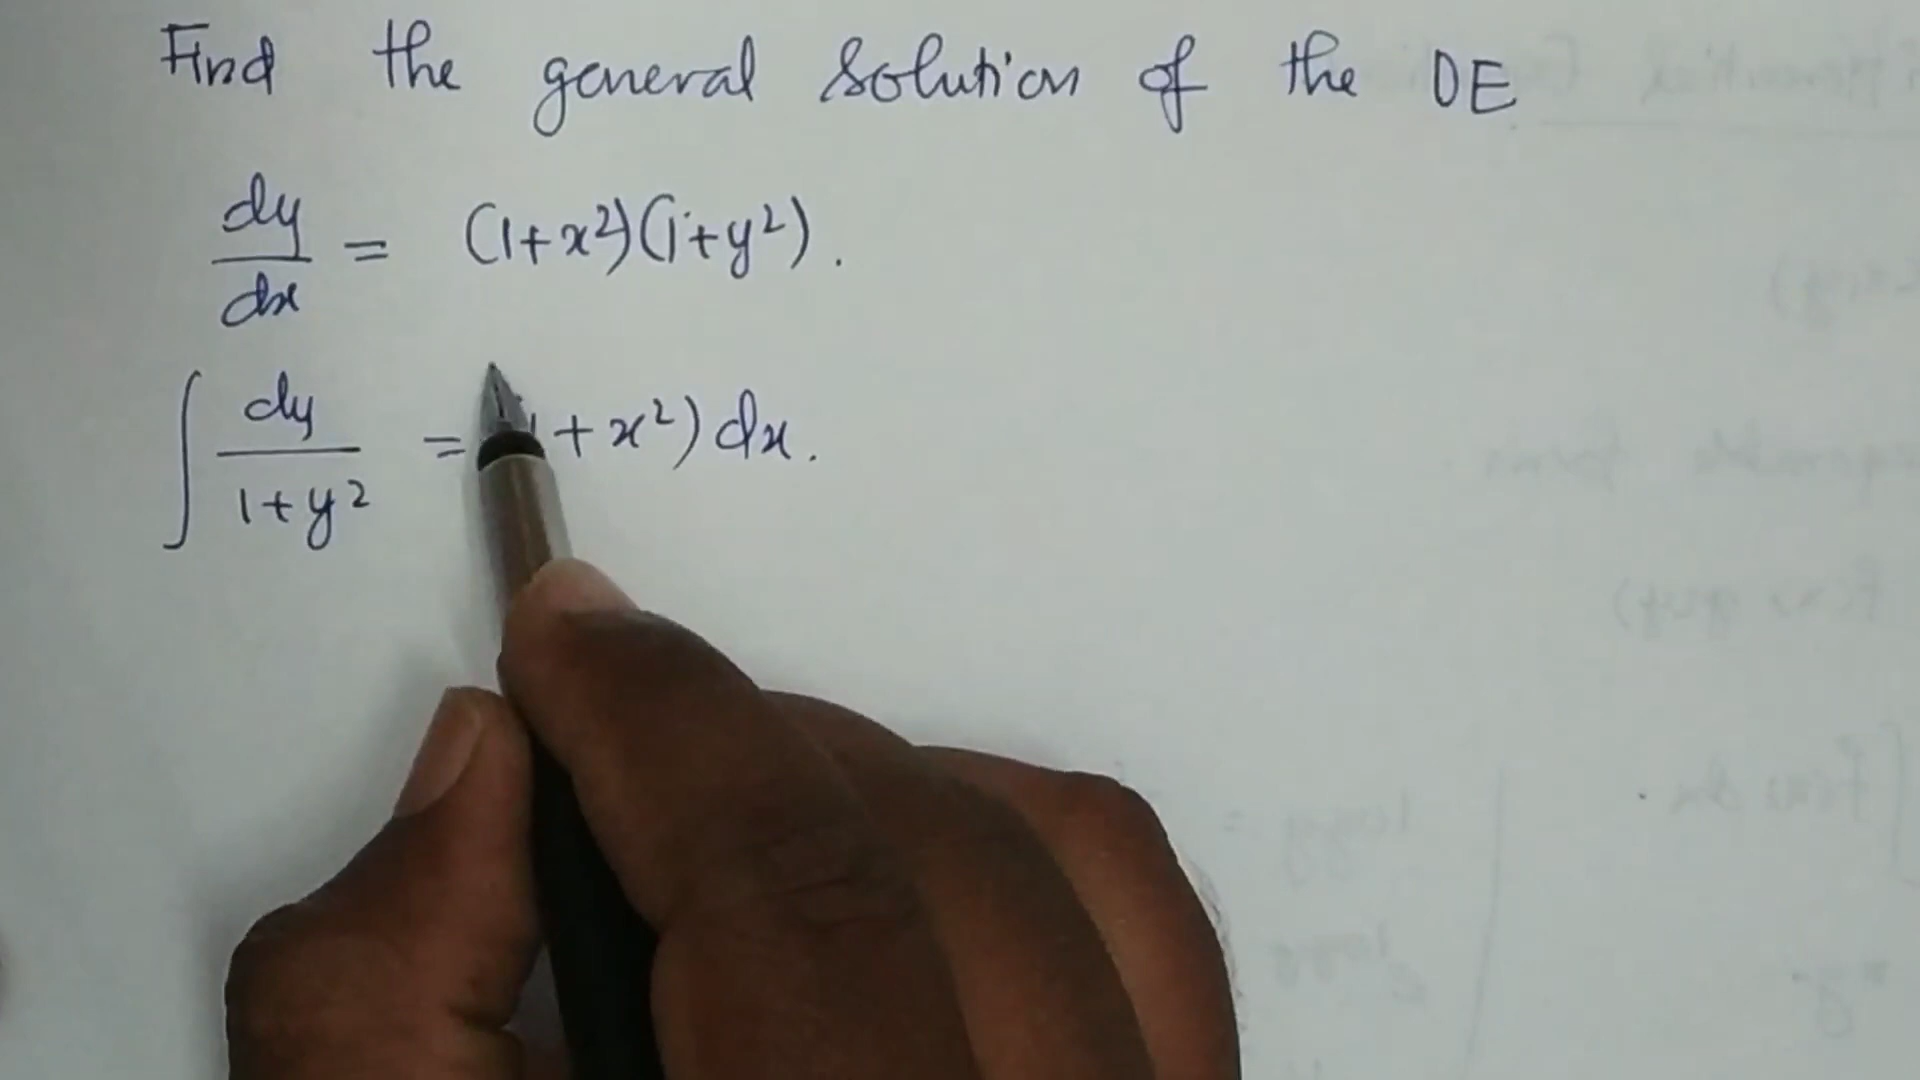 Find the general solution of the DE
dy/dx = (1+x²)(1+y²).
∫ dy/1+y² = + x²) dx.